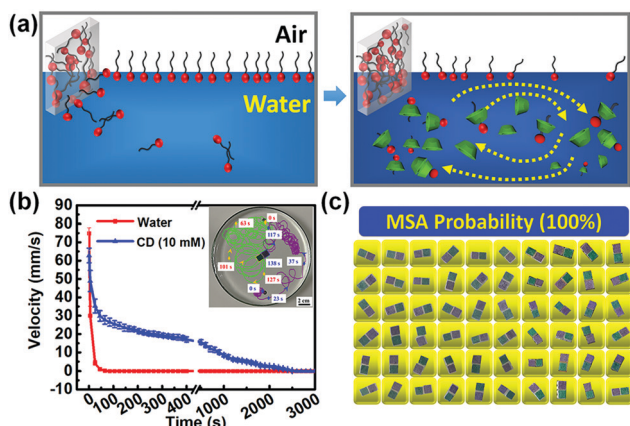 (a)
Air
Water
(b)
90
80
70
60
50
40
30
20
10
0
-10
Velocity (mm/s)
Water
CD (10 mM)
0 s
63 s
117 s
101 s
138 s
37 s
127 s
0 s
23 s
2 cm
0 100 200 300 400 1000 2000 3000
Time (s)
(c)
MSA Probability (100%)